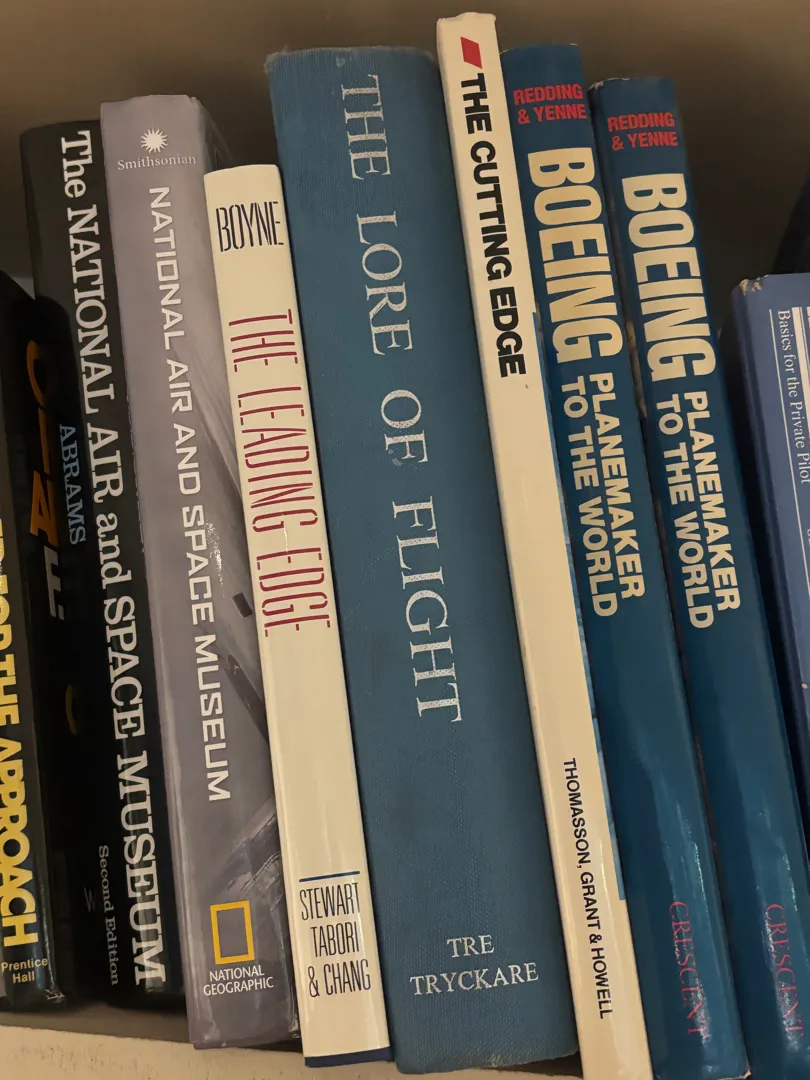 THE APPROACH
Prentice
Hall
The NATIONAL AIR and SPACE MUSEUM
ABRAMS
Second Edition
Smithsonian
NATIONAL AIR AND SPACE MUSEUM
NATIONAL
GEOGRAPHIC
BOYNE
THE LEADING EDGE
STEWART
TABORI
& CHANG
THE LORE OF FLIGHT
TRE
TRYCKARE
THE CUTTING EDGE
THOMASSON, GRANT & HOWELL
REDDING
& YENNE
BOEING
PLANEMAKER
TO THE WORLD
CRESCENT
REDDING
& YENNE
BOEING
PLANEMAKER
TO THE WORLD
CRESCENT
Basics for the Private Pilot